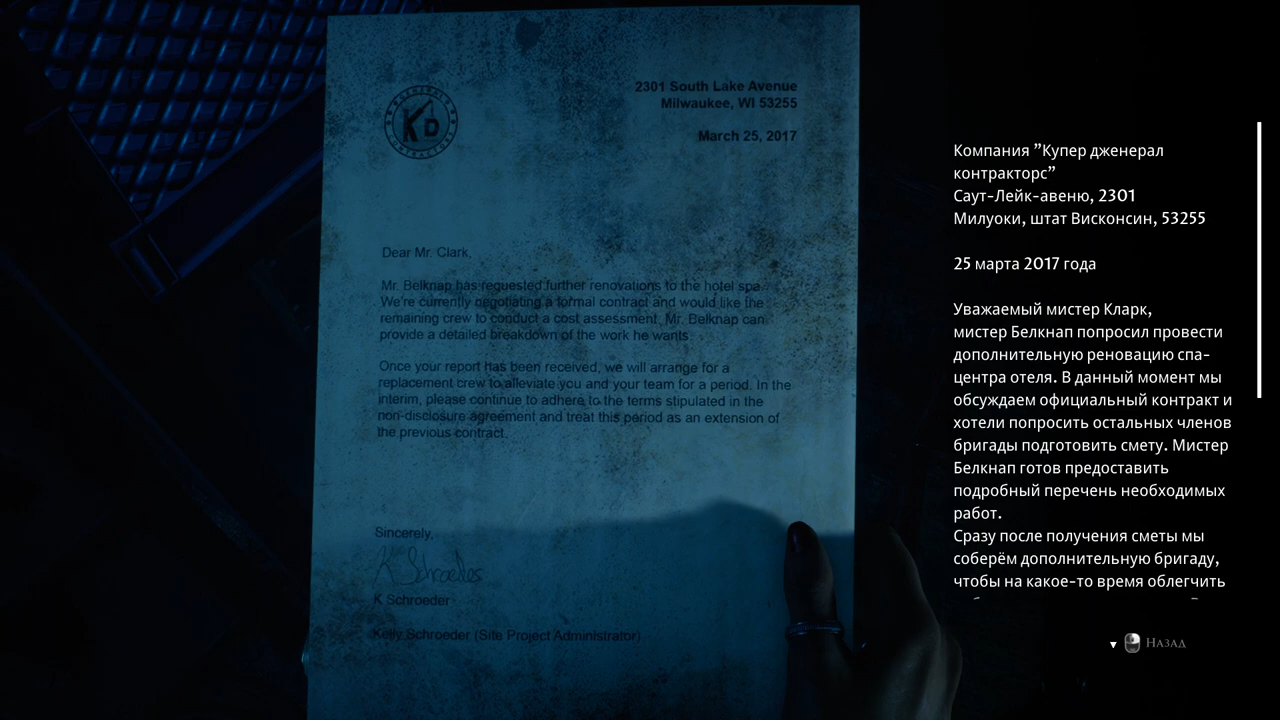 KD
2301 South Lake Avenue
Milwaukee, WI 53255
March 25, 2017
Dear Mr. Clark,
Mr. Belknap has requested further renovations to the hotel spa.
We're currently negotiating a formal contract and would like the
remaining crew to conduct a cost assessment. Mr. Belknap can
provide a detailed breakdown of the work he wants.
Once your report has been received, we will arrange for a
replacement crew to alleviate you and your team for a period. In the
interim, please continue to adhere to the terms stipulated in the
non-disclosure agreement and treat this period as an extension of
the previous contract.
Sincerely,
K Schroeder
K Schroeder
Kelly Schroeder (Site Project Administrator)
Компания ”Купер дженерал
контракторс”
Саут-Лейк-авеню, 2301
Милуоки, штат Висконсин, 53255
25 марта 2017 года
Уважаемый мистер Кларк,
мистер Белкнап попросил провести
дополнительную реновацию спа-
центра отеля. В данный момент мы
обсуждаем официальный контракт и
хотели попросить остальных членов
бригады подготовить смету. Мистер
Белкнап готов предоставить
подробный перечень необходимых
работ.
Сразу после получения сметы мы
соберём дополнительную бригаду,
чтобы на какое-то время облегчить
Назад